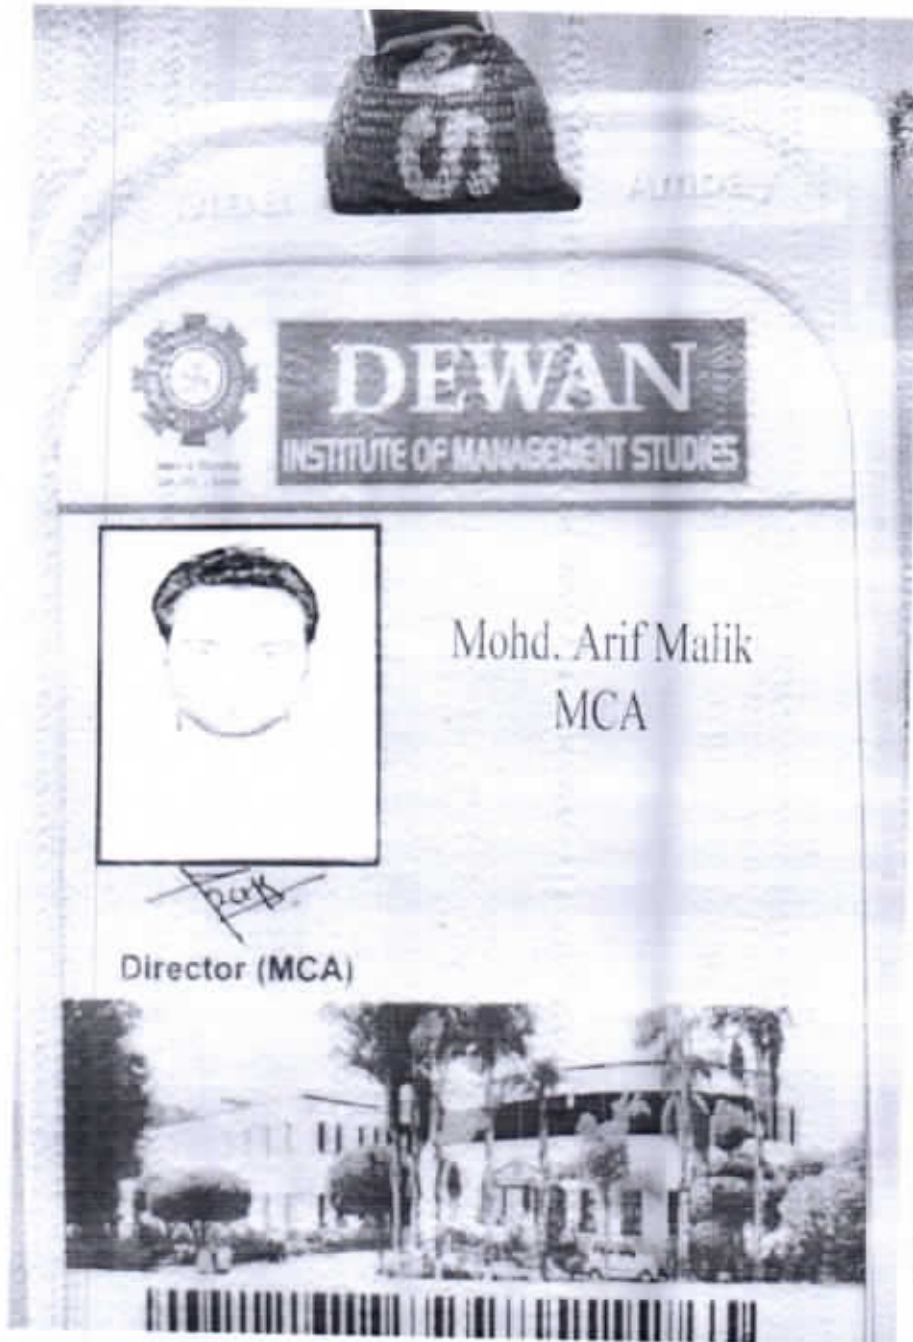 DEWAN
INSTITUTE OF MANAGEMENT STUDIES
Mohd. Arif Malik
MCA
Director (MCA)